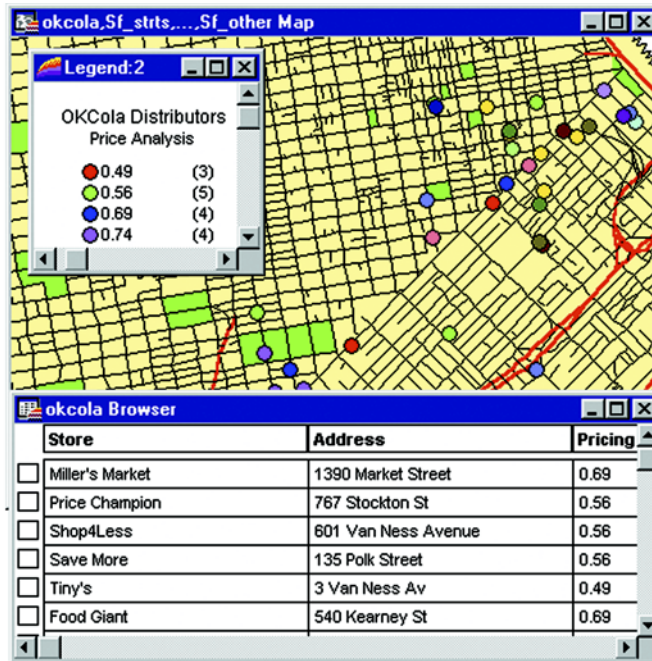 okcola,Sf_strts,...,Sf_other Map
Legend:2
OKCola Distributors
Price Analysis
0.49 (3)
0.56 (5)
0.69 (4)
0.74 (4)
okcola Browser
Store Address Pricing
Miller's Market 1390 Market Street 0.69
Price Champion 767 Stockton St 0.56
Shop4Less 601 Van Ness Avenue 0.56
Save More 135 Polk Street 0.56
Tiny's 3 Van Ness Av 0.49
Food Giant 540 Kearney St 0.69